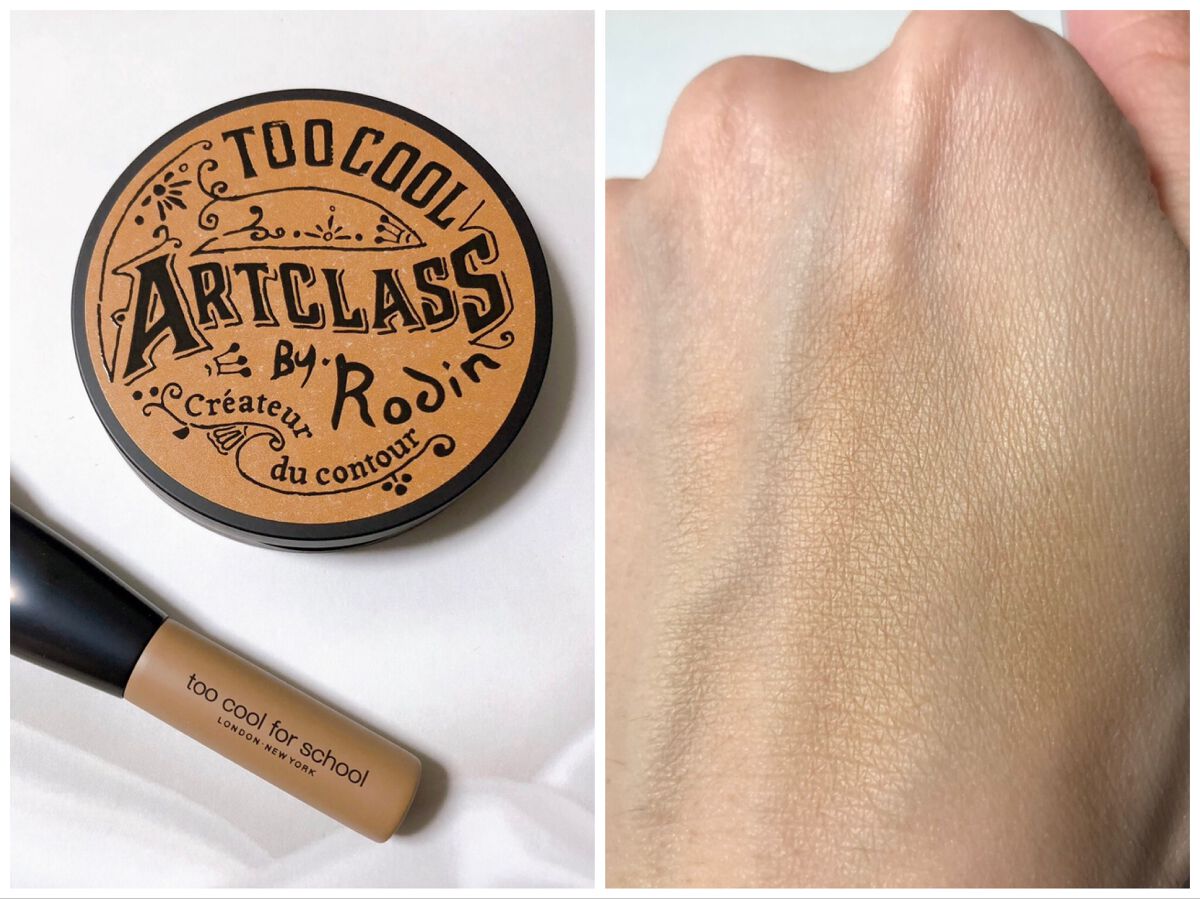 TOO COOL
ARTCLASS
By. Rodin
Créateur
du contour
too cool for school
LONDON·NEW YORK